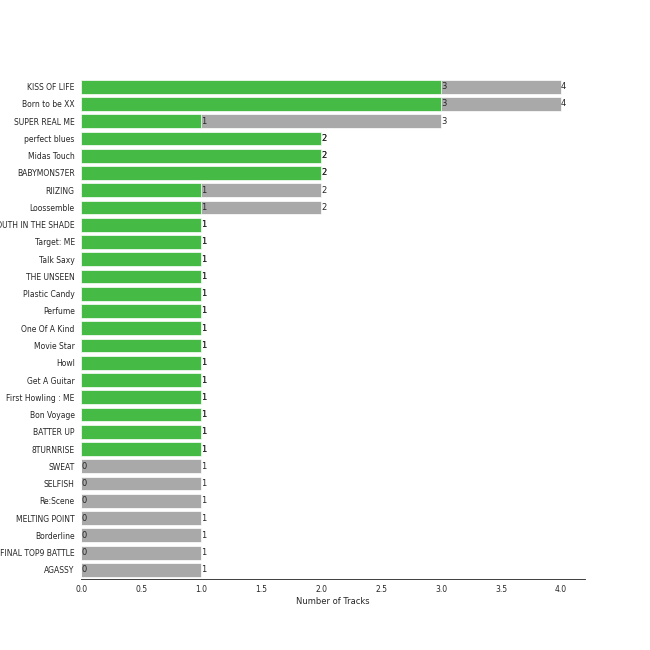 KISS OF LIFE 3 4
Born to be XX 3 4
SUPER REAL ME 1 3
perfect blues 2
Midas Touch 2
BABYMONS7ER 2
RIIZING 1 2
Loossemble 1 2
OUTH IN THE SHADE 1
Target: ME 1
Talk Saxy 1
THE UNSEEN 1
Plastic Candy 1
Perfume 1
One Of A Kind 1
Movie Star 1
Howl 1
Get A Guitar 1
First Howling : ME 1
Bon Voyage 1
BATTER UP 1
8TURNRISE 1
SWEAT 0 1
SELFISH 0 1
Re:Scene 0 1
MELTING POINT 0 1
Borderline 0 1
FINAL TOP9 BATTLE 0 1
AGASSY 0 1
0.0 0.5 1.0 1.5 2.0 2.5 3.0 3.5 4.0
Number of Tracks